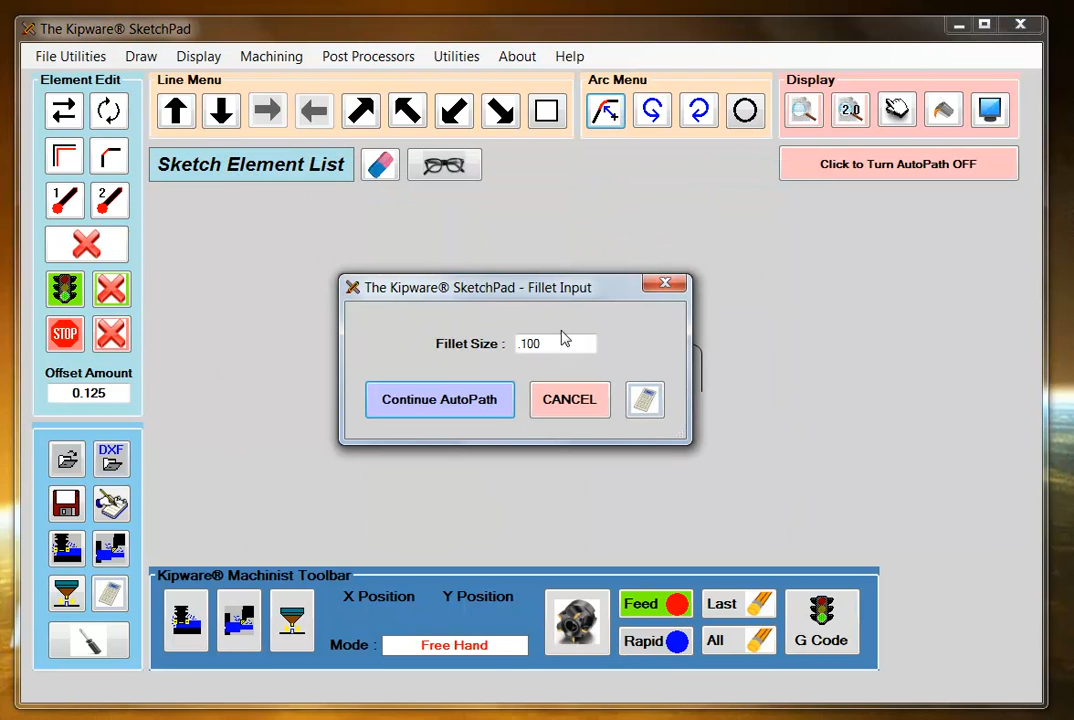 The Kipware® SketchPad
File Utilities Draw Display Machining Post Processors Utilities About Help
Element Edit
Line Menu
Arc Menu
Display
2.0
Sketch Element List
Click to Turn AutoPath OFF
1 2
STOP
Offset Amount
0.125
DXF
The Kipware® SketchPad - Fillet Input
Fillet Size : .100
Continue AutoPath
CANCEL
Kipware® Machinist Toolbar
X Position Y Position
Mode : Free Hand
Feed
Rapid
Last
All
G Code